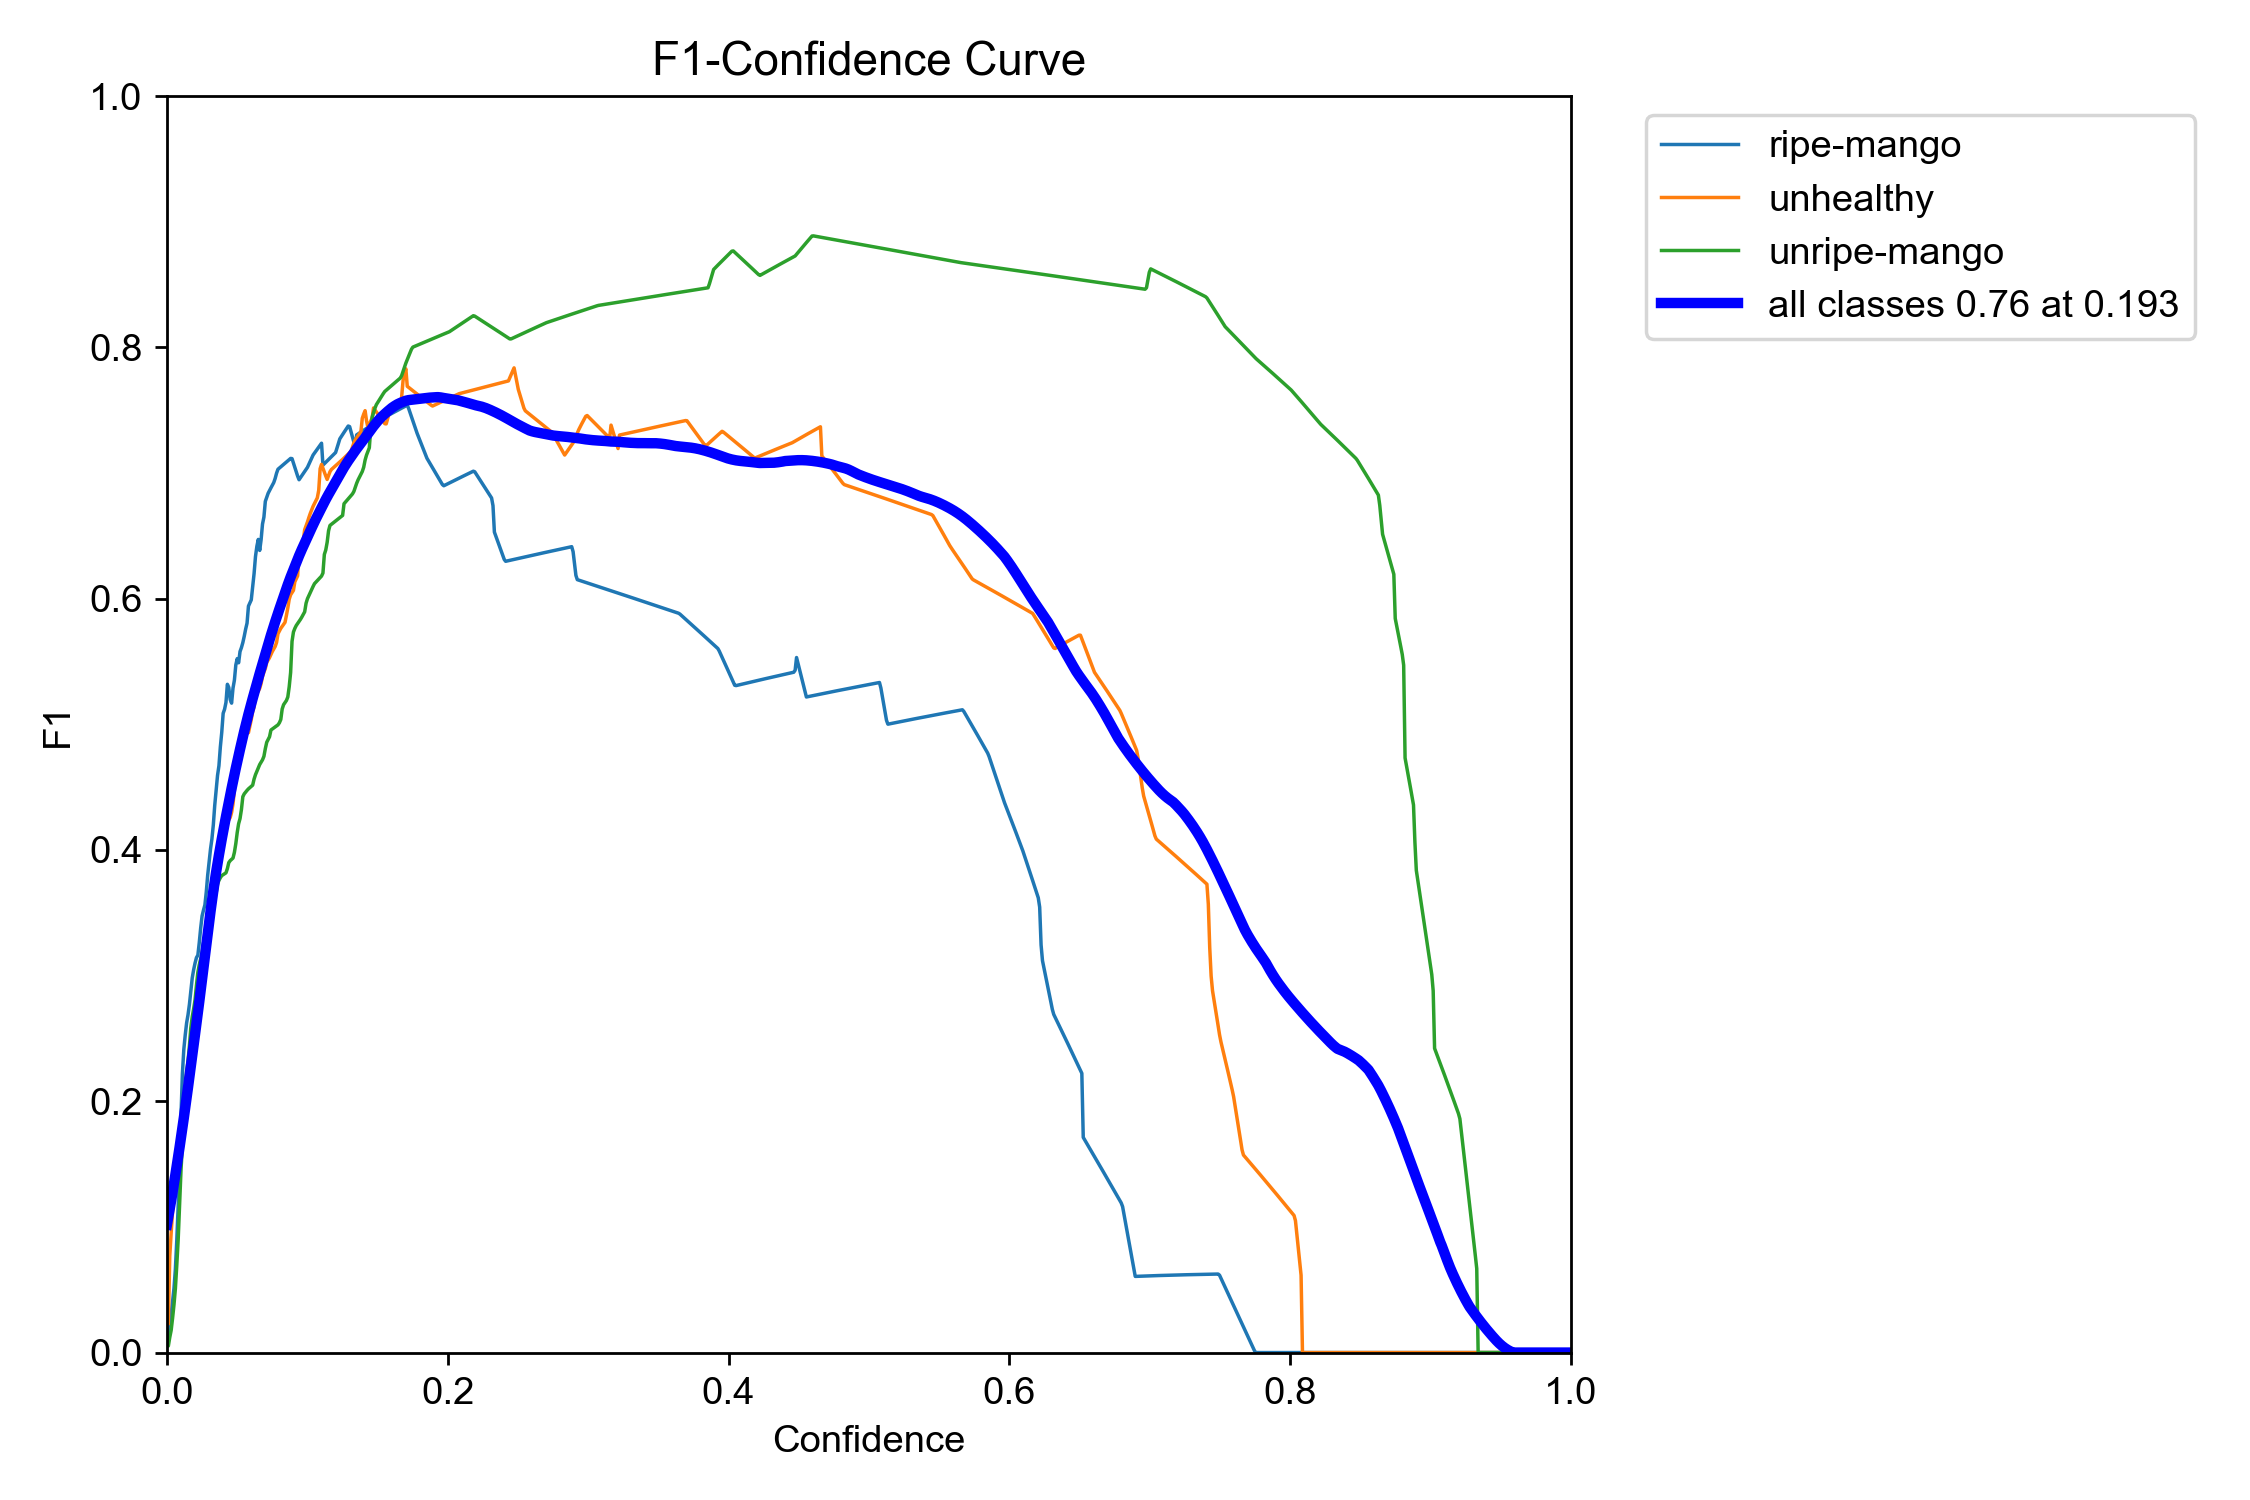 F1-Confidence Curve
1.0
0.8
0.6
0.4
0.2
0.0
F1
0.0 0.2 0.4 0.6 0.8 1.0
Confidence
ripe-mango
unhealthy
unripe-mango
all classes 0.76 at 0.193